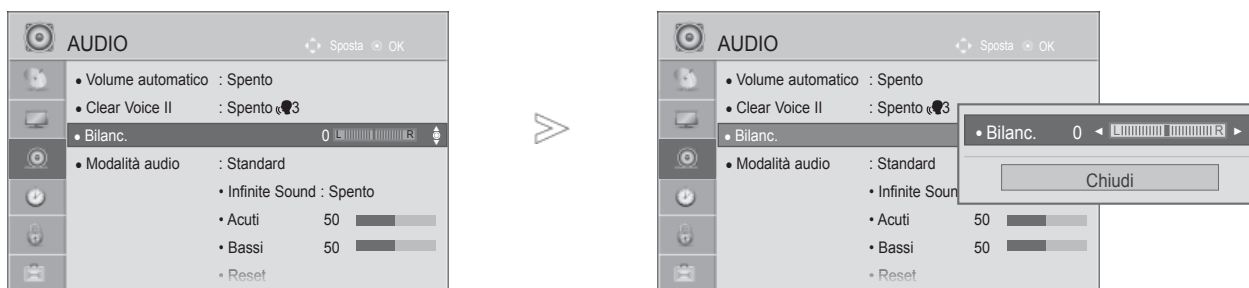 AUDIO
Sposta OK
• Volume automatico : Spento
• Clear Voice II : Spento 3
• Bilanc. 0 L R
• Modalità audio : Standard
• Infinite Sound : Spento
• Acuti 50
• Bassi 50
• Reset
AUDIO
Sposta OK
• Volume automatico : Spento
• Clear Voice II : Spento 3
• Bilanc.
• Modalità audio : Standard
• Infinite Soun
• Acuti 50
• Bassi 50
• Reset
• Bilanc. 0 ◄ L R ►
Chiudi